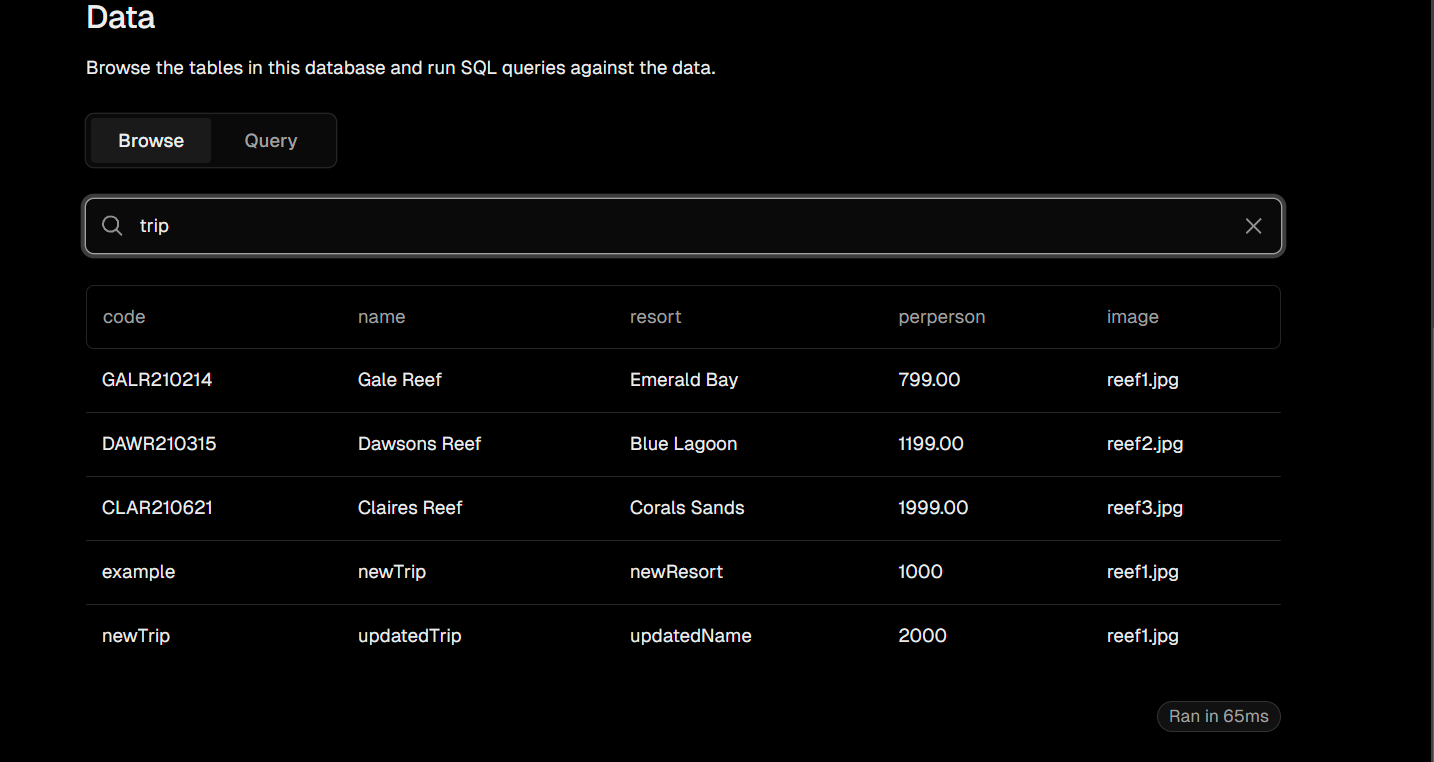 Data
Browse the tables in this database and run SQL queries against the data.
Browse Query
trip
code name resort perperson image
GALR210214 Gale Reef Emerald Bay 799.00 reef1.jpg
DAWR210315 Dawsons Reef Blue Lagoon 1199.00 reef2.jpg
CLAR210621 Claires Reef Corals Sands 1999.00 reef3.jpg
example newTrip newResort 1000 reef1.jpg
newTrip updatedTrip updatedName 2000 reef1.jpg
Ran in 65ms